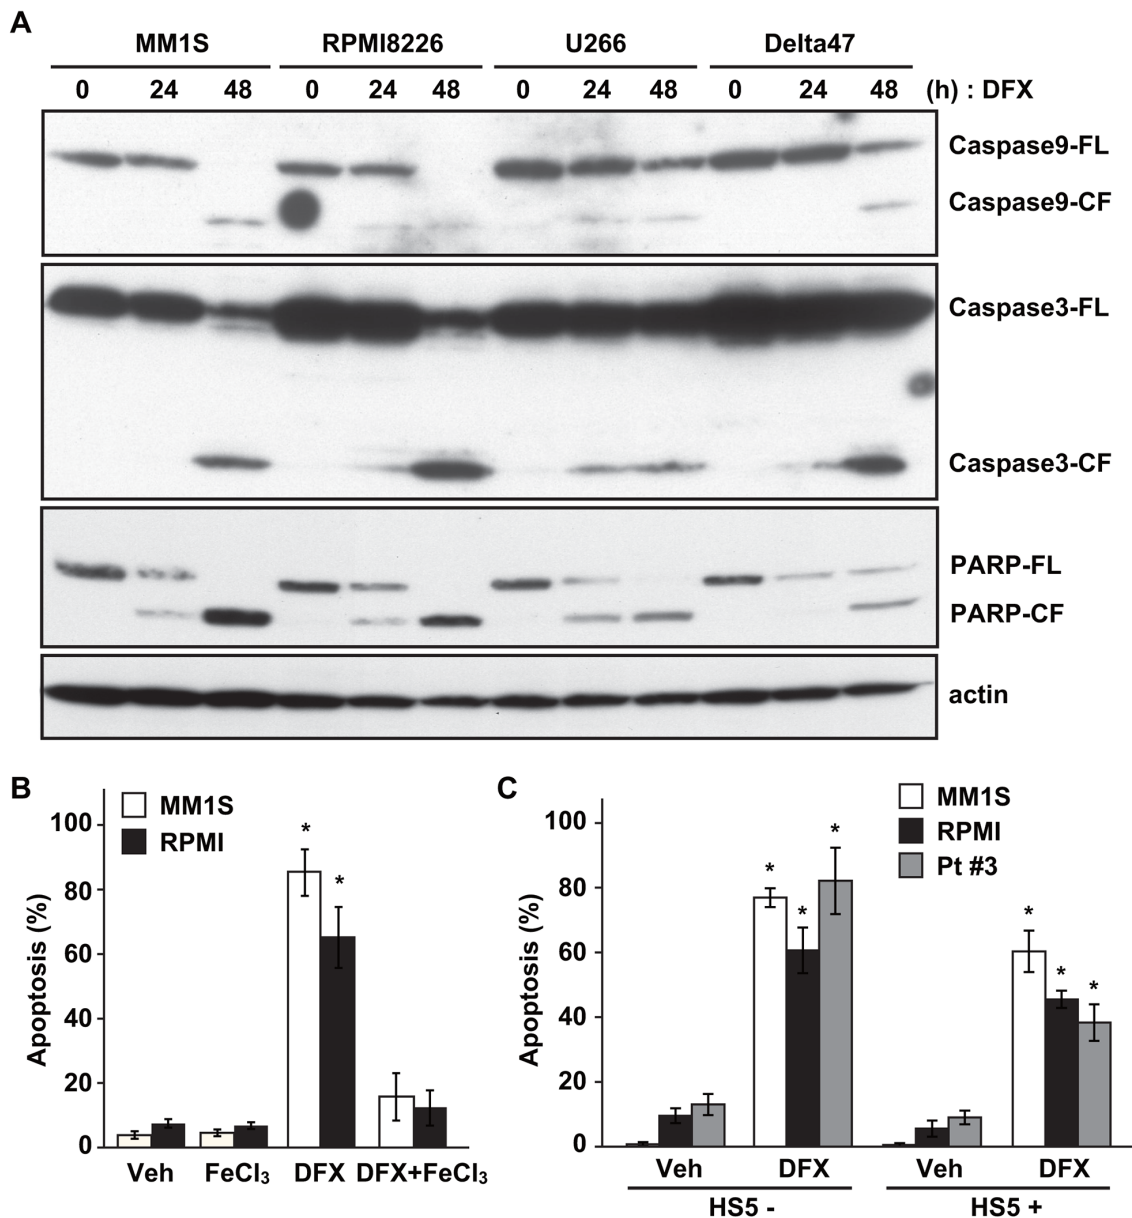 A
MM1S RPMI8226 U266 Delta47
0 24 48 0 24 48 0 24 48 0 24 48 (h) : DFX
Caspase9-FL
Caspase9-CF
Caspase3-FL
Caspase3-CF
PARP-FL
PARP-CF
actin
B
MM1S
RPMI
Apoptosis (%)
100
80
60
40
20
0
* *
Veh FeCl₃ DFX DFX+FeCl₃
C
MM1S
RPMI
Pt #3
Apoptosis (%)
100
80
60
40
20
0
* * * * * *
Veh DFX Veh DFX
HS5 - HS5 +